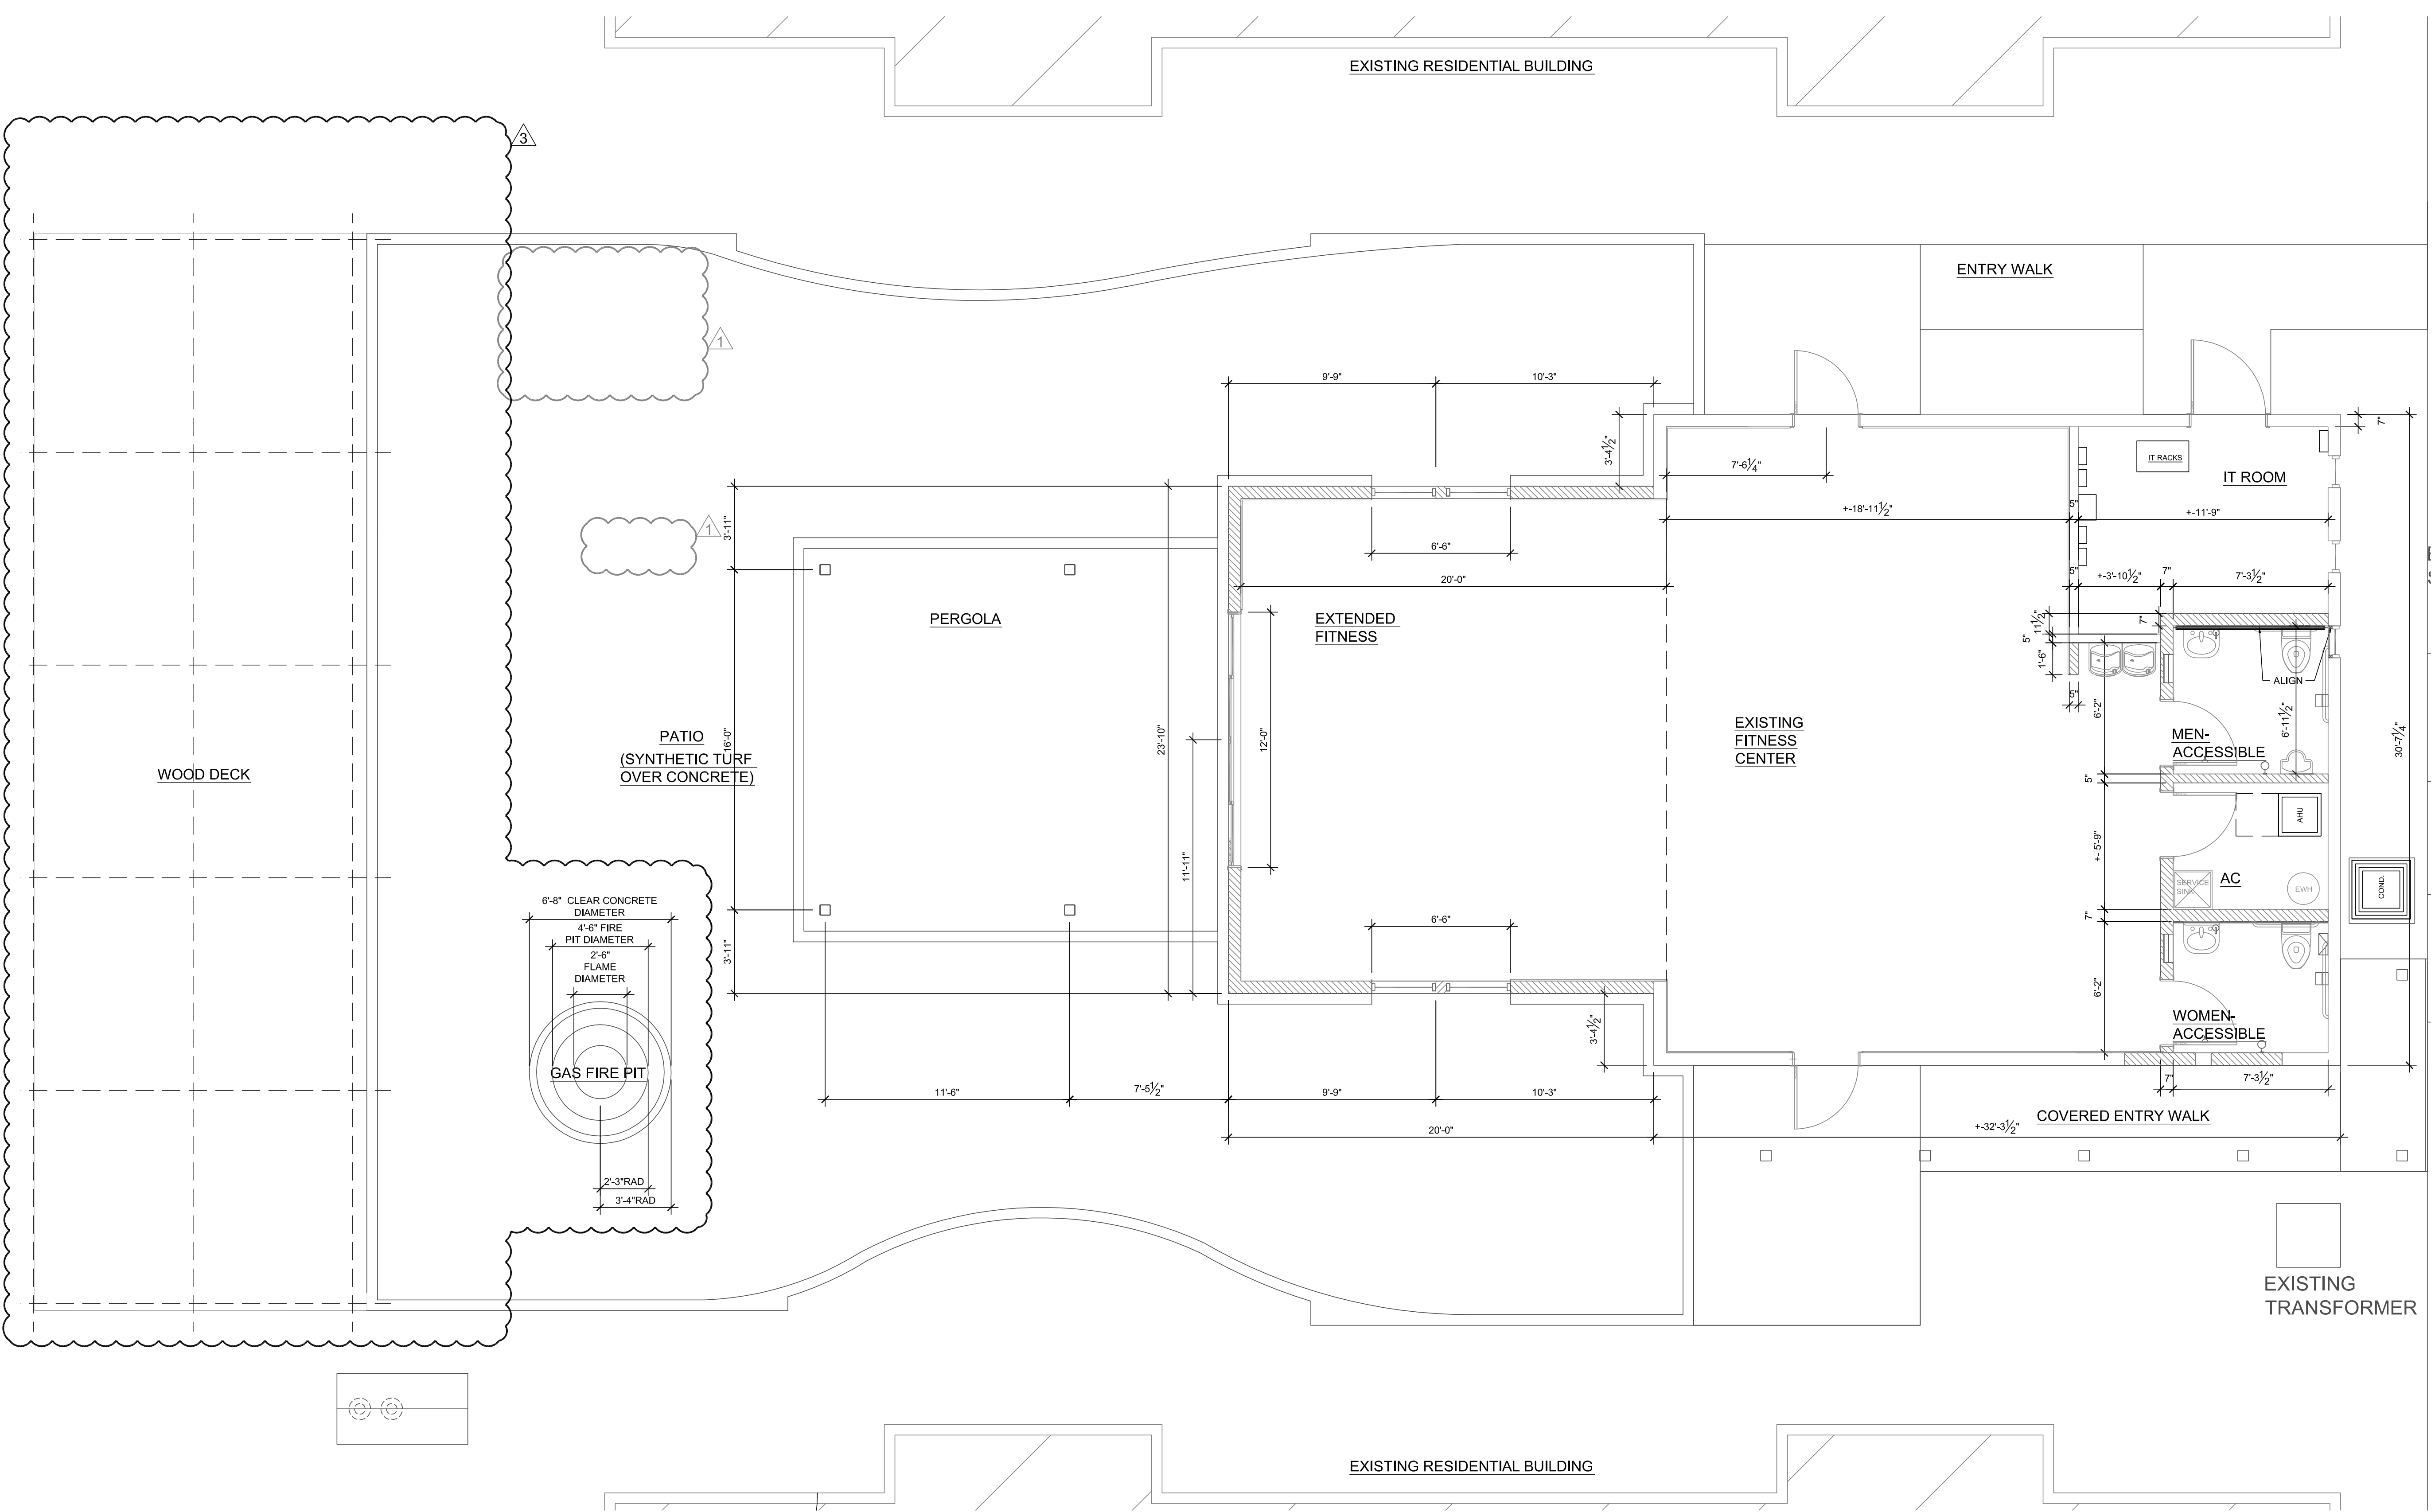 EXISTING RESIDENTIAL BUILDING
3
ENTRY WALK
1
9'-9"
10'-3"
3'-4½"
7"
7'-6¼"
IT RACKS
IT ROOM
1
3'-11"
+-18'-11½"
5"
+-11'-9"
6'-6"
20'-0"
5"
+-3'-10½"
7"
7'-3½"
PERGOLA
EXTENDED
FITNESS
11½"
7"
5"
1'-6"
5"
ALIGN
6'-2"
6'-11½"
PATIO
(SYNTHETIC TURF
OVER CONCRETE)
16'-0"
23'-10"
12'-0"
EXISTING
FITNESS
CENTER
MEN-
ACCESSIBLE
30'-7¼"
WOOD DECK
5"
AHU
+- 5'-9"
11'-11"
AC
SERVICE
SINK
EWH
COND.
6'-8" CLEAR CONCRETE
DIAMETER
4'-6" FIRE
PIT DIAMETER
2'-6"
FLAME
DIAMETER
3'-11"
6'-6"
7"
6'-2"
WOMEN-
ACCESSIBLE
3'-4½"
GAS FIRE PIT
11'-6"
7'-5½"
9'-9"
10'-3"
7"
7'-3½"
COVERED ENTRY WALK
20'-0"
+-32'-3½"
2'-3"RAD
3'-4"RAD
EXISTING
TRANSFORMER
EXISTING RESIDENTIAL BUILDING